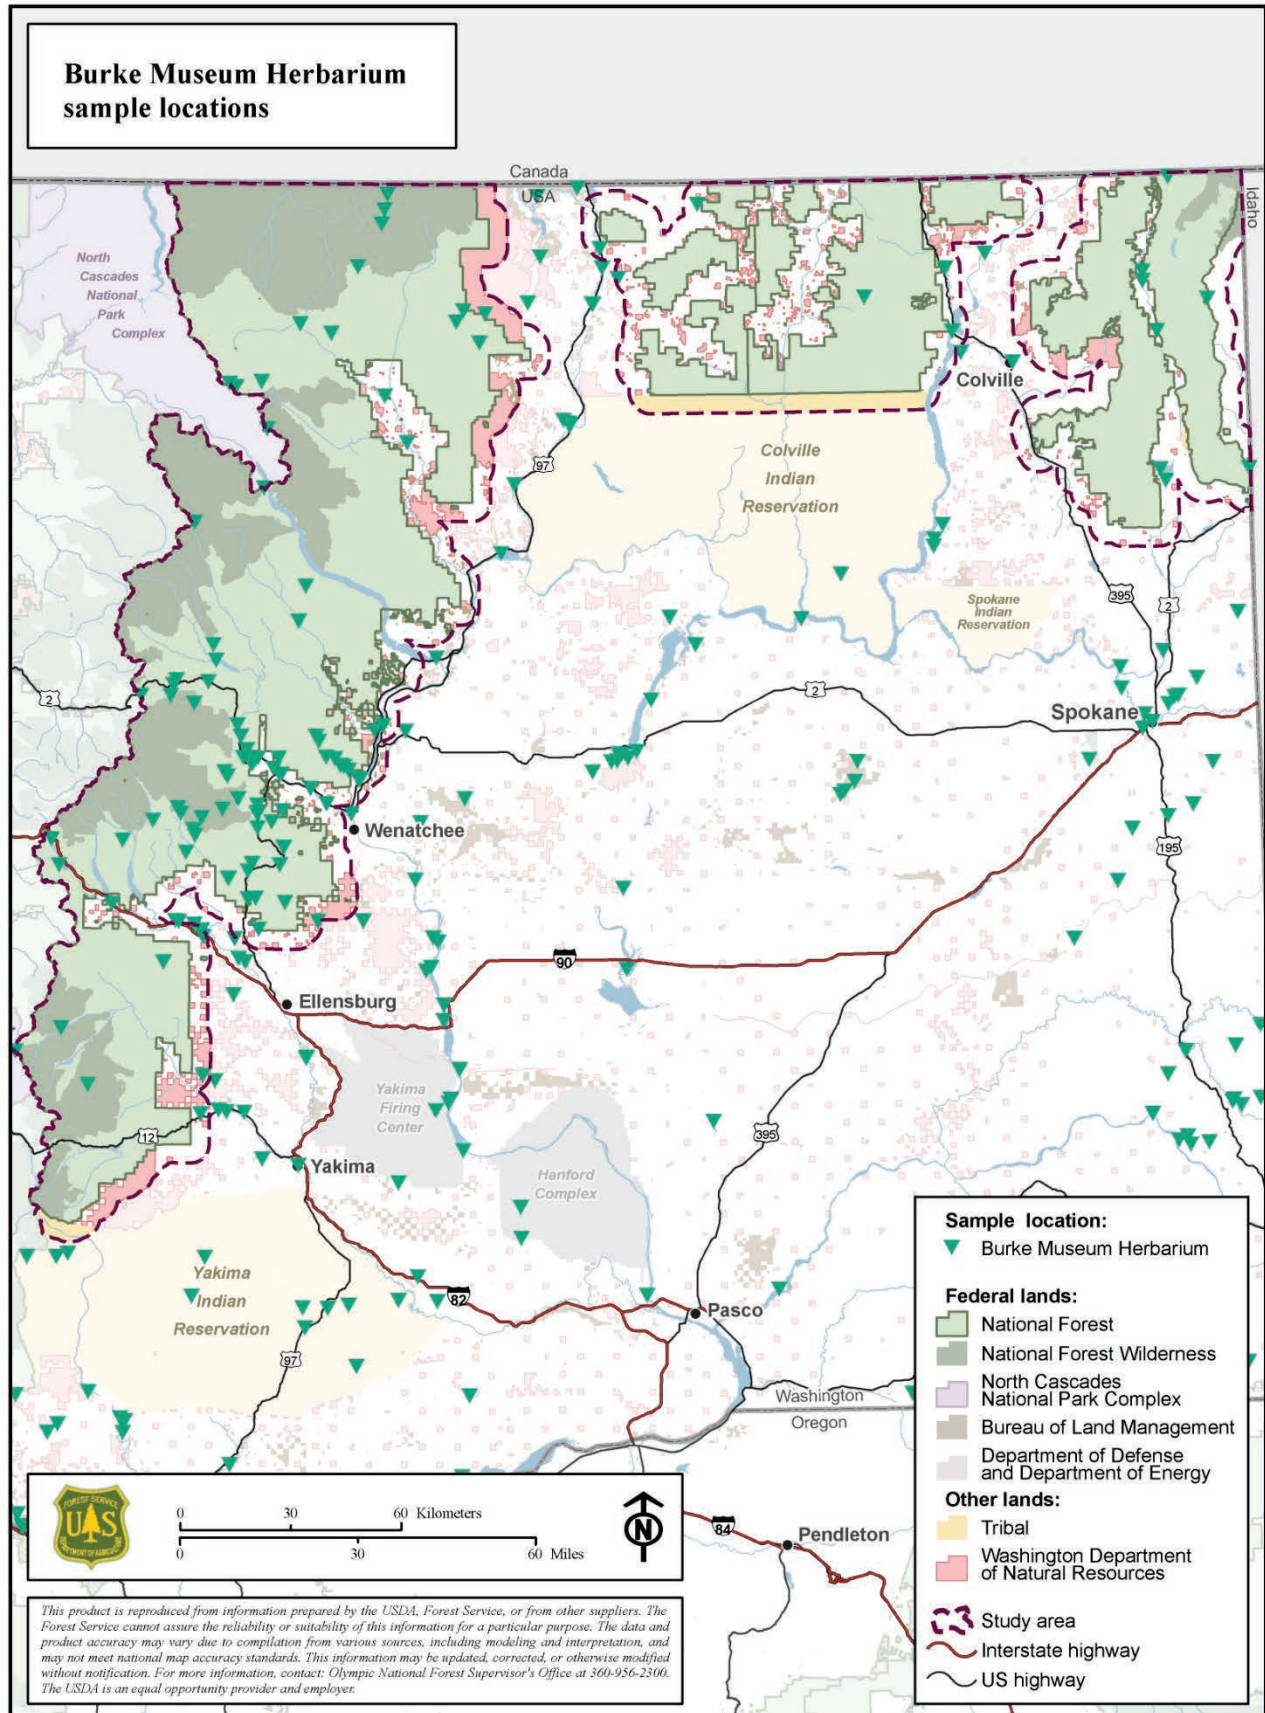 Burke Museum Herbarium
sample locations
Canada
USA
Idaho
North
Cascades
National
Park
Complex
Colville
97
Colville
Indian
Reservation
Spokane
Indian
Reservation
395
2
2
2
Spokane
Wenatchee
195
90
Ellensburg
Yakima
Firing
Center
395
12
Hanford
Complex
Yakima
Yakima
Indian
Reservation
82
Pasco
97
Washington
Oregon
84
Pendleton
Sample location:
Burke Museum Herbarium
Federal lands:
National Forest
National Forest Wilderness
North Cascades
National Park Complex
Bureau of Land Management
Department of Defense
and Department of Energy
Other lands:
Tribal
Washington Department
of Natural Resources
Study area
Interstate highway
US highway
FOREST SERVICE
U S
DEPARTMENT OF AGRICULTURE
0 30 60 Kilometers
0 30 60 Miles
N
This product is reproduced from information prepared by the USDA, Forest Service, or from other suppliers. The
Forest Service cannot assure the reliability or suitability of this information for a particular purpose. The data and
product accuracy may vary due to compilation from various sources, including modeling and interpretation, and
may not meet national map accuracy standards. This information may be updated, corrected, or otherwise modified
without notification. For more information, contact: Olympic National Forest Supervisor's Office at 360-956-2300.
The USDA is an equal opportunity provider and employer.